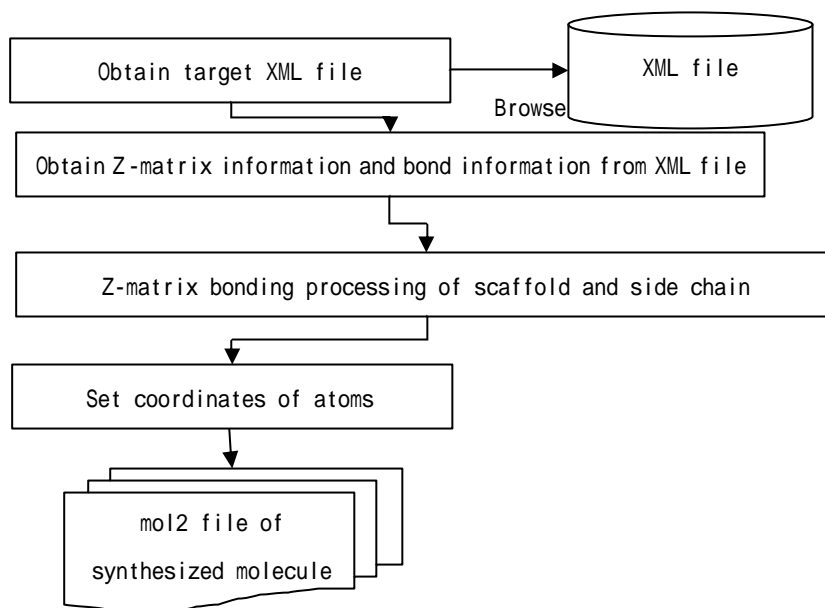 Obtain target XML file
XML file
Browse
Obtain Z-matrix information and bond information from XML file
Z-matrix bonding processing of scaffold and side chain
Set coordinates of atoms
mol2 file of
synthesized molecule